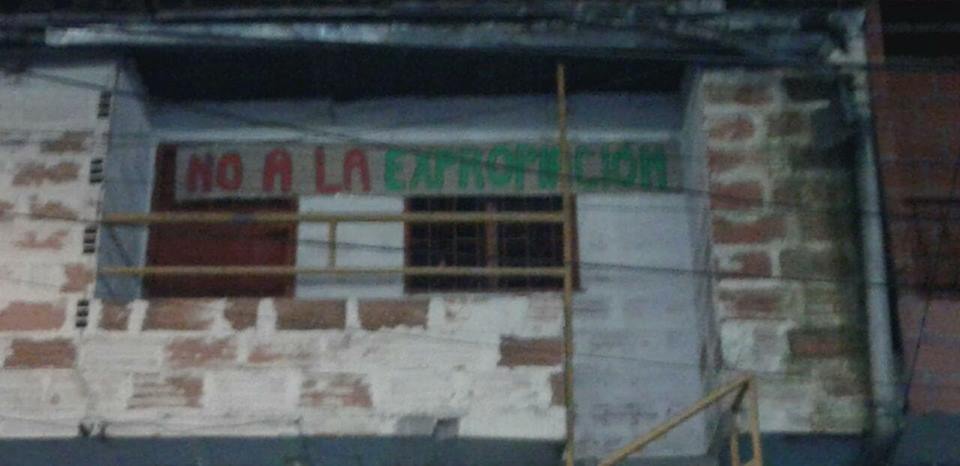 NO A LA EXPROPIACIÓN